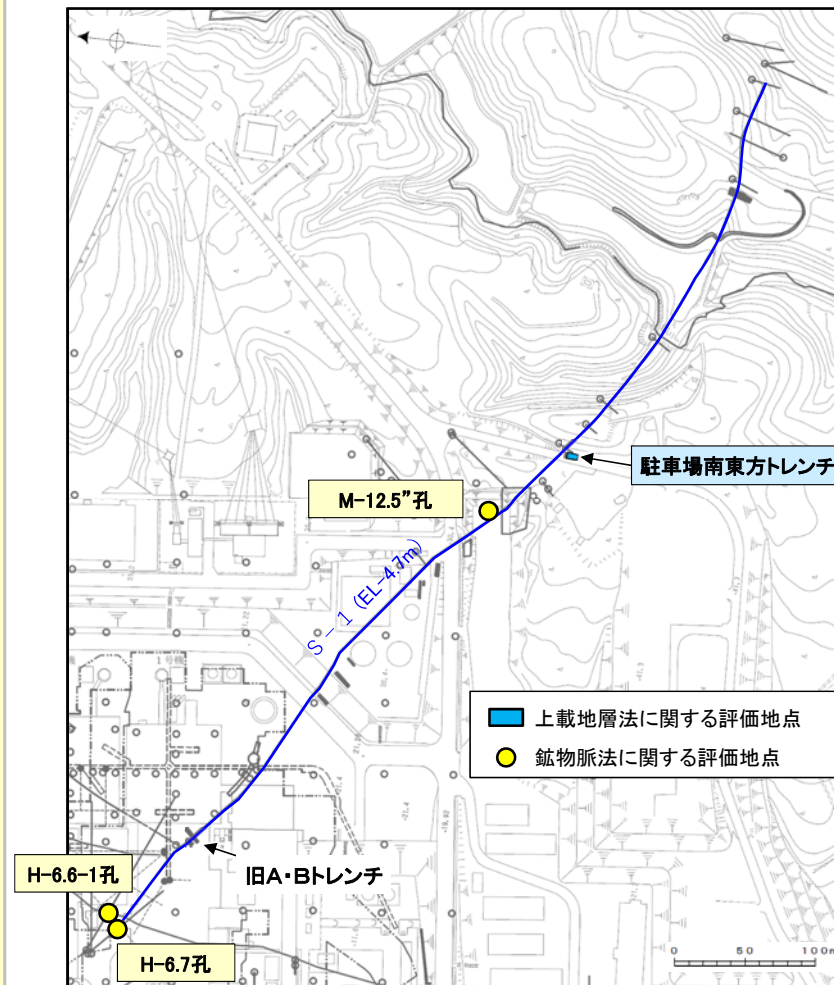 駐車場南東方トレンチ
M-12.5”孔
S-1 (EL-4.7m)
上載地層法に関する評価地点
鉱物脈法に関する評価地点
1号機
旧A・Bトレンチ
H-6.6-1孔
H-6.7孔
0 50 100m